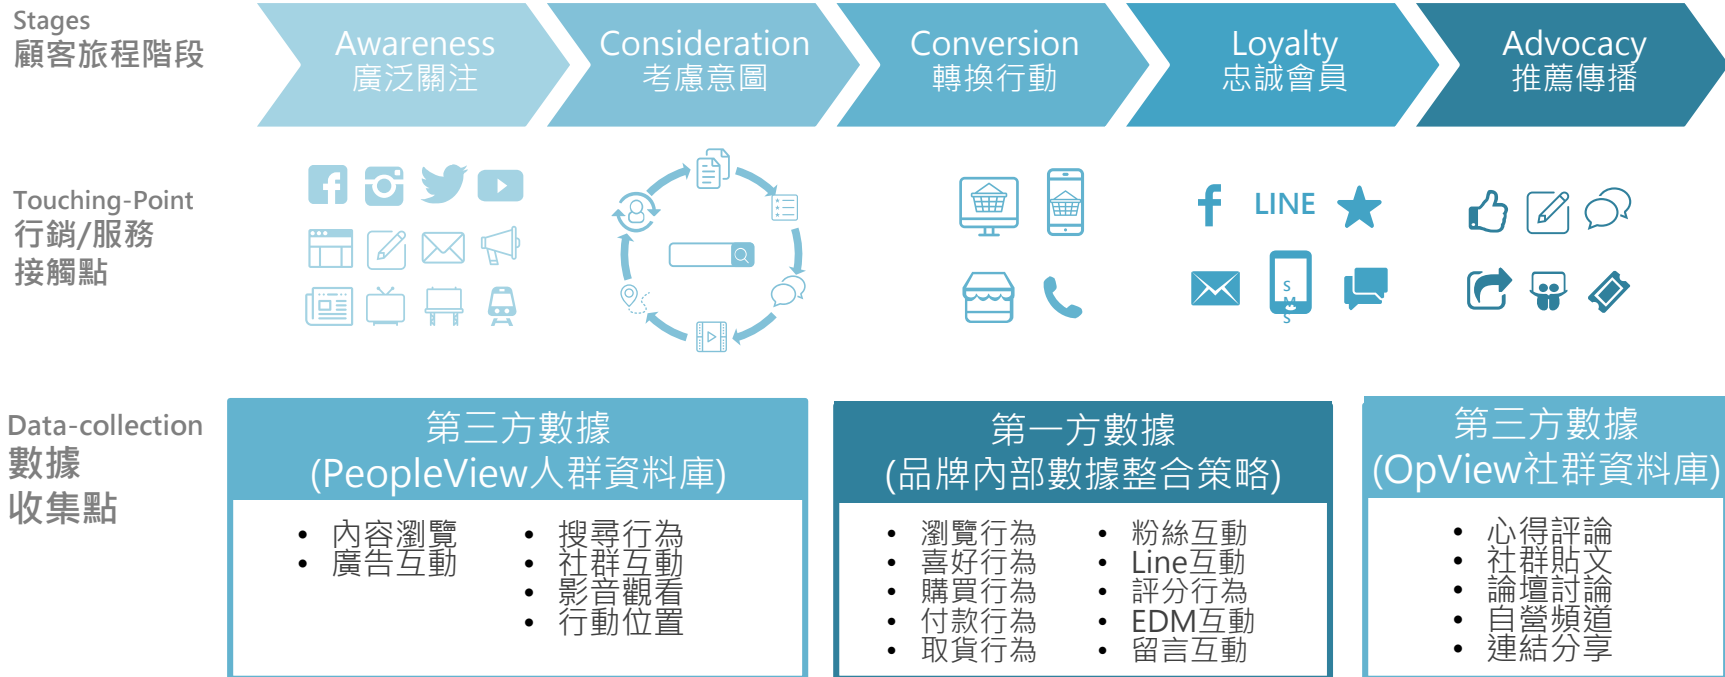 Stages
顧客旅程階段
Awareness
廣泛關注
Consideration
考慮意圖
Conversion
轉換行動
Loyalty
忠誠會員
Advocacy
推薦傳播
Touching-Point
行銷/服務
接觸點
LINE
S
M
S
Data-collection
數據
收集點
第三方數據
(PeopleView人群資料庫)
• 內容瀏覽
• 廣告互動
• 搜尋行為
• 社群互動
• 影音觀看
• 行動位置
第一方數據
(品牌內部數據整合策略)
• 瀏覽行為
• 喜好行為
• 購買行為
• 付款行為
• 取貨行為
• 粉絲互動
• Line互動
• 評分行為
• EDM互動
• 留言互動
第三方數據
(OpView社群資料庫)
• 心得評論
• 社群貼文
• 論壇討論
• 自營頻道
• 連結分享